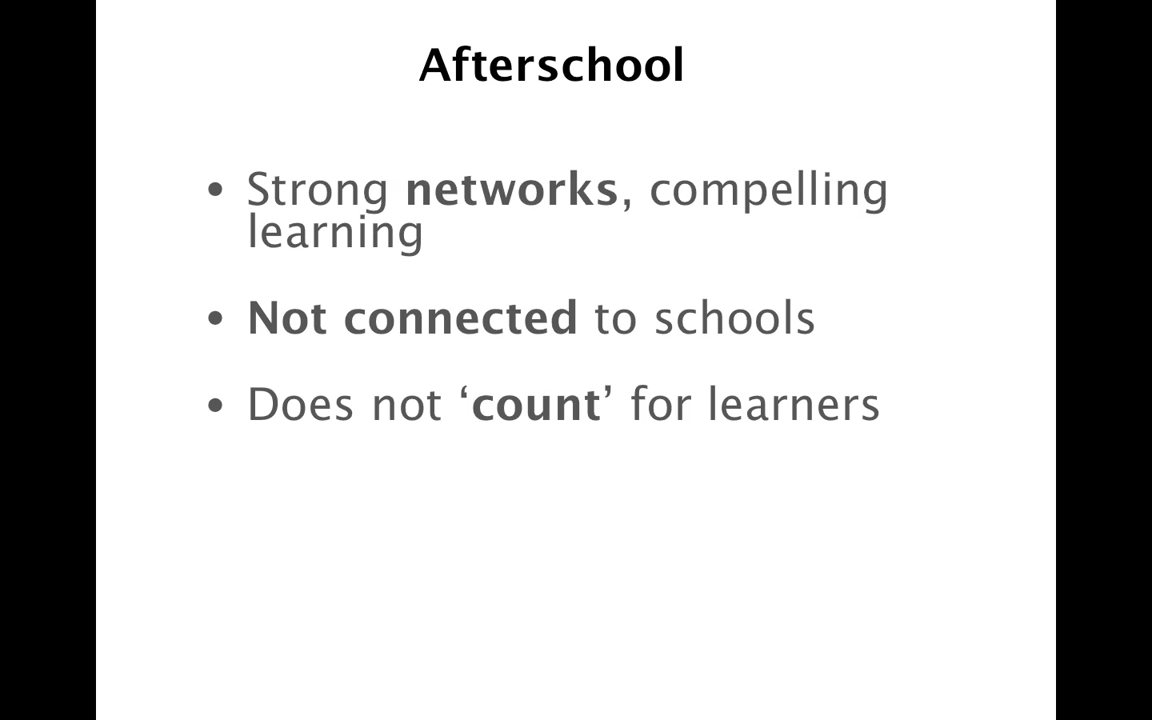 Afterschool
• Strong networks, compelling
learning
• Not connected to schools
• Does not ‘count’ for learners